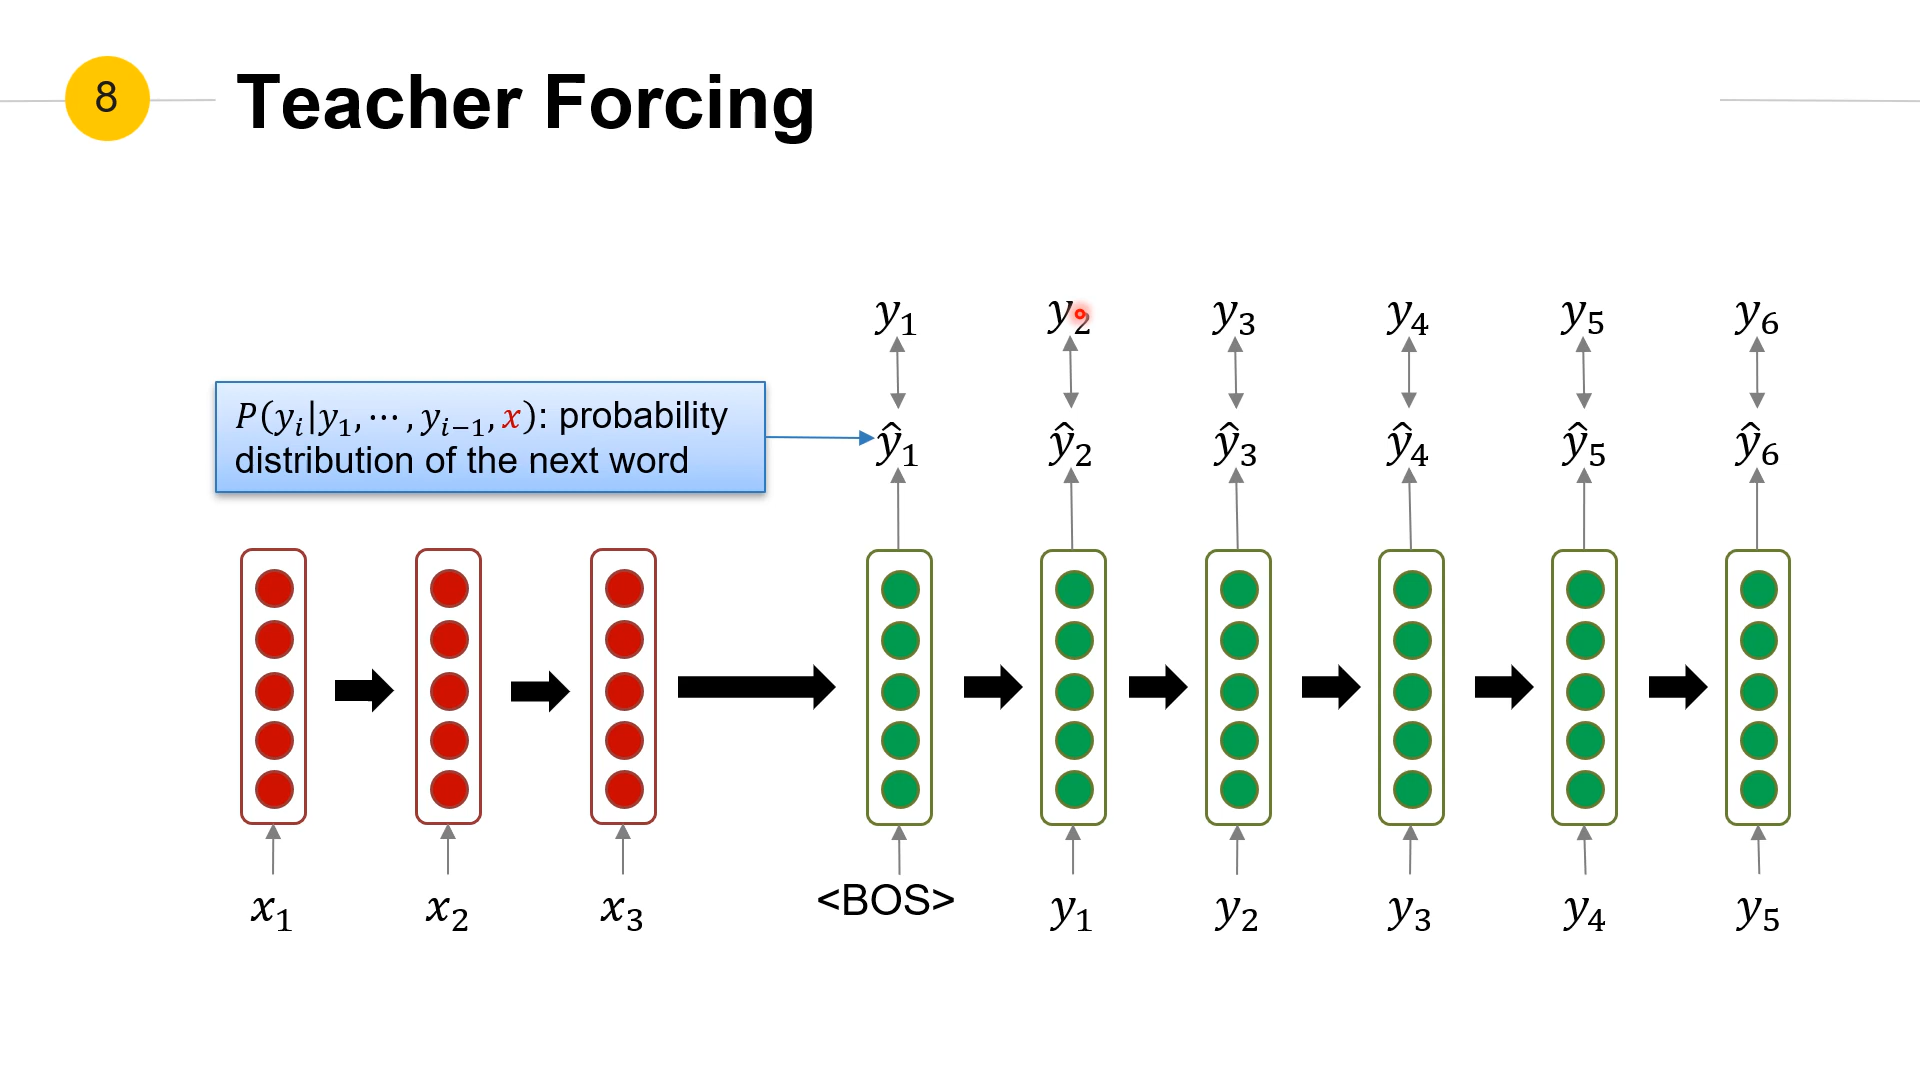 8
Teacher Forcing
y₁ y₂ y₃ y₄ y₅ y₆
P(yᵢ|y₁, ⋯ , yᵢ₋₁, x): probability
distribution of the next word
ŷ₁ ŷ₂ ŷ₃ ŷ₄ ŷ₅ ŷ₆
x₁ x₂ x₃ <BOS> y₁ y₂ y₃ y₄ y₅